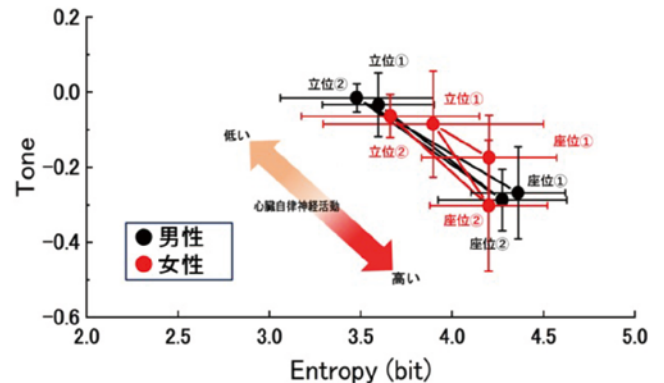 0.2
0.0
−0.2
−0.4
−0.6
Tone
立位①
立位②
立位①
立位②
座位①
座位①
座位②
座位②
低い
心臓自律神経活動
高い
男性
女性
2.0 2.5 3.0 3.5 4.0 4.5 5.0
Entropy (bit)